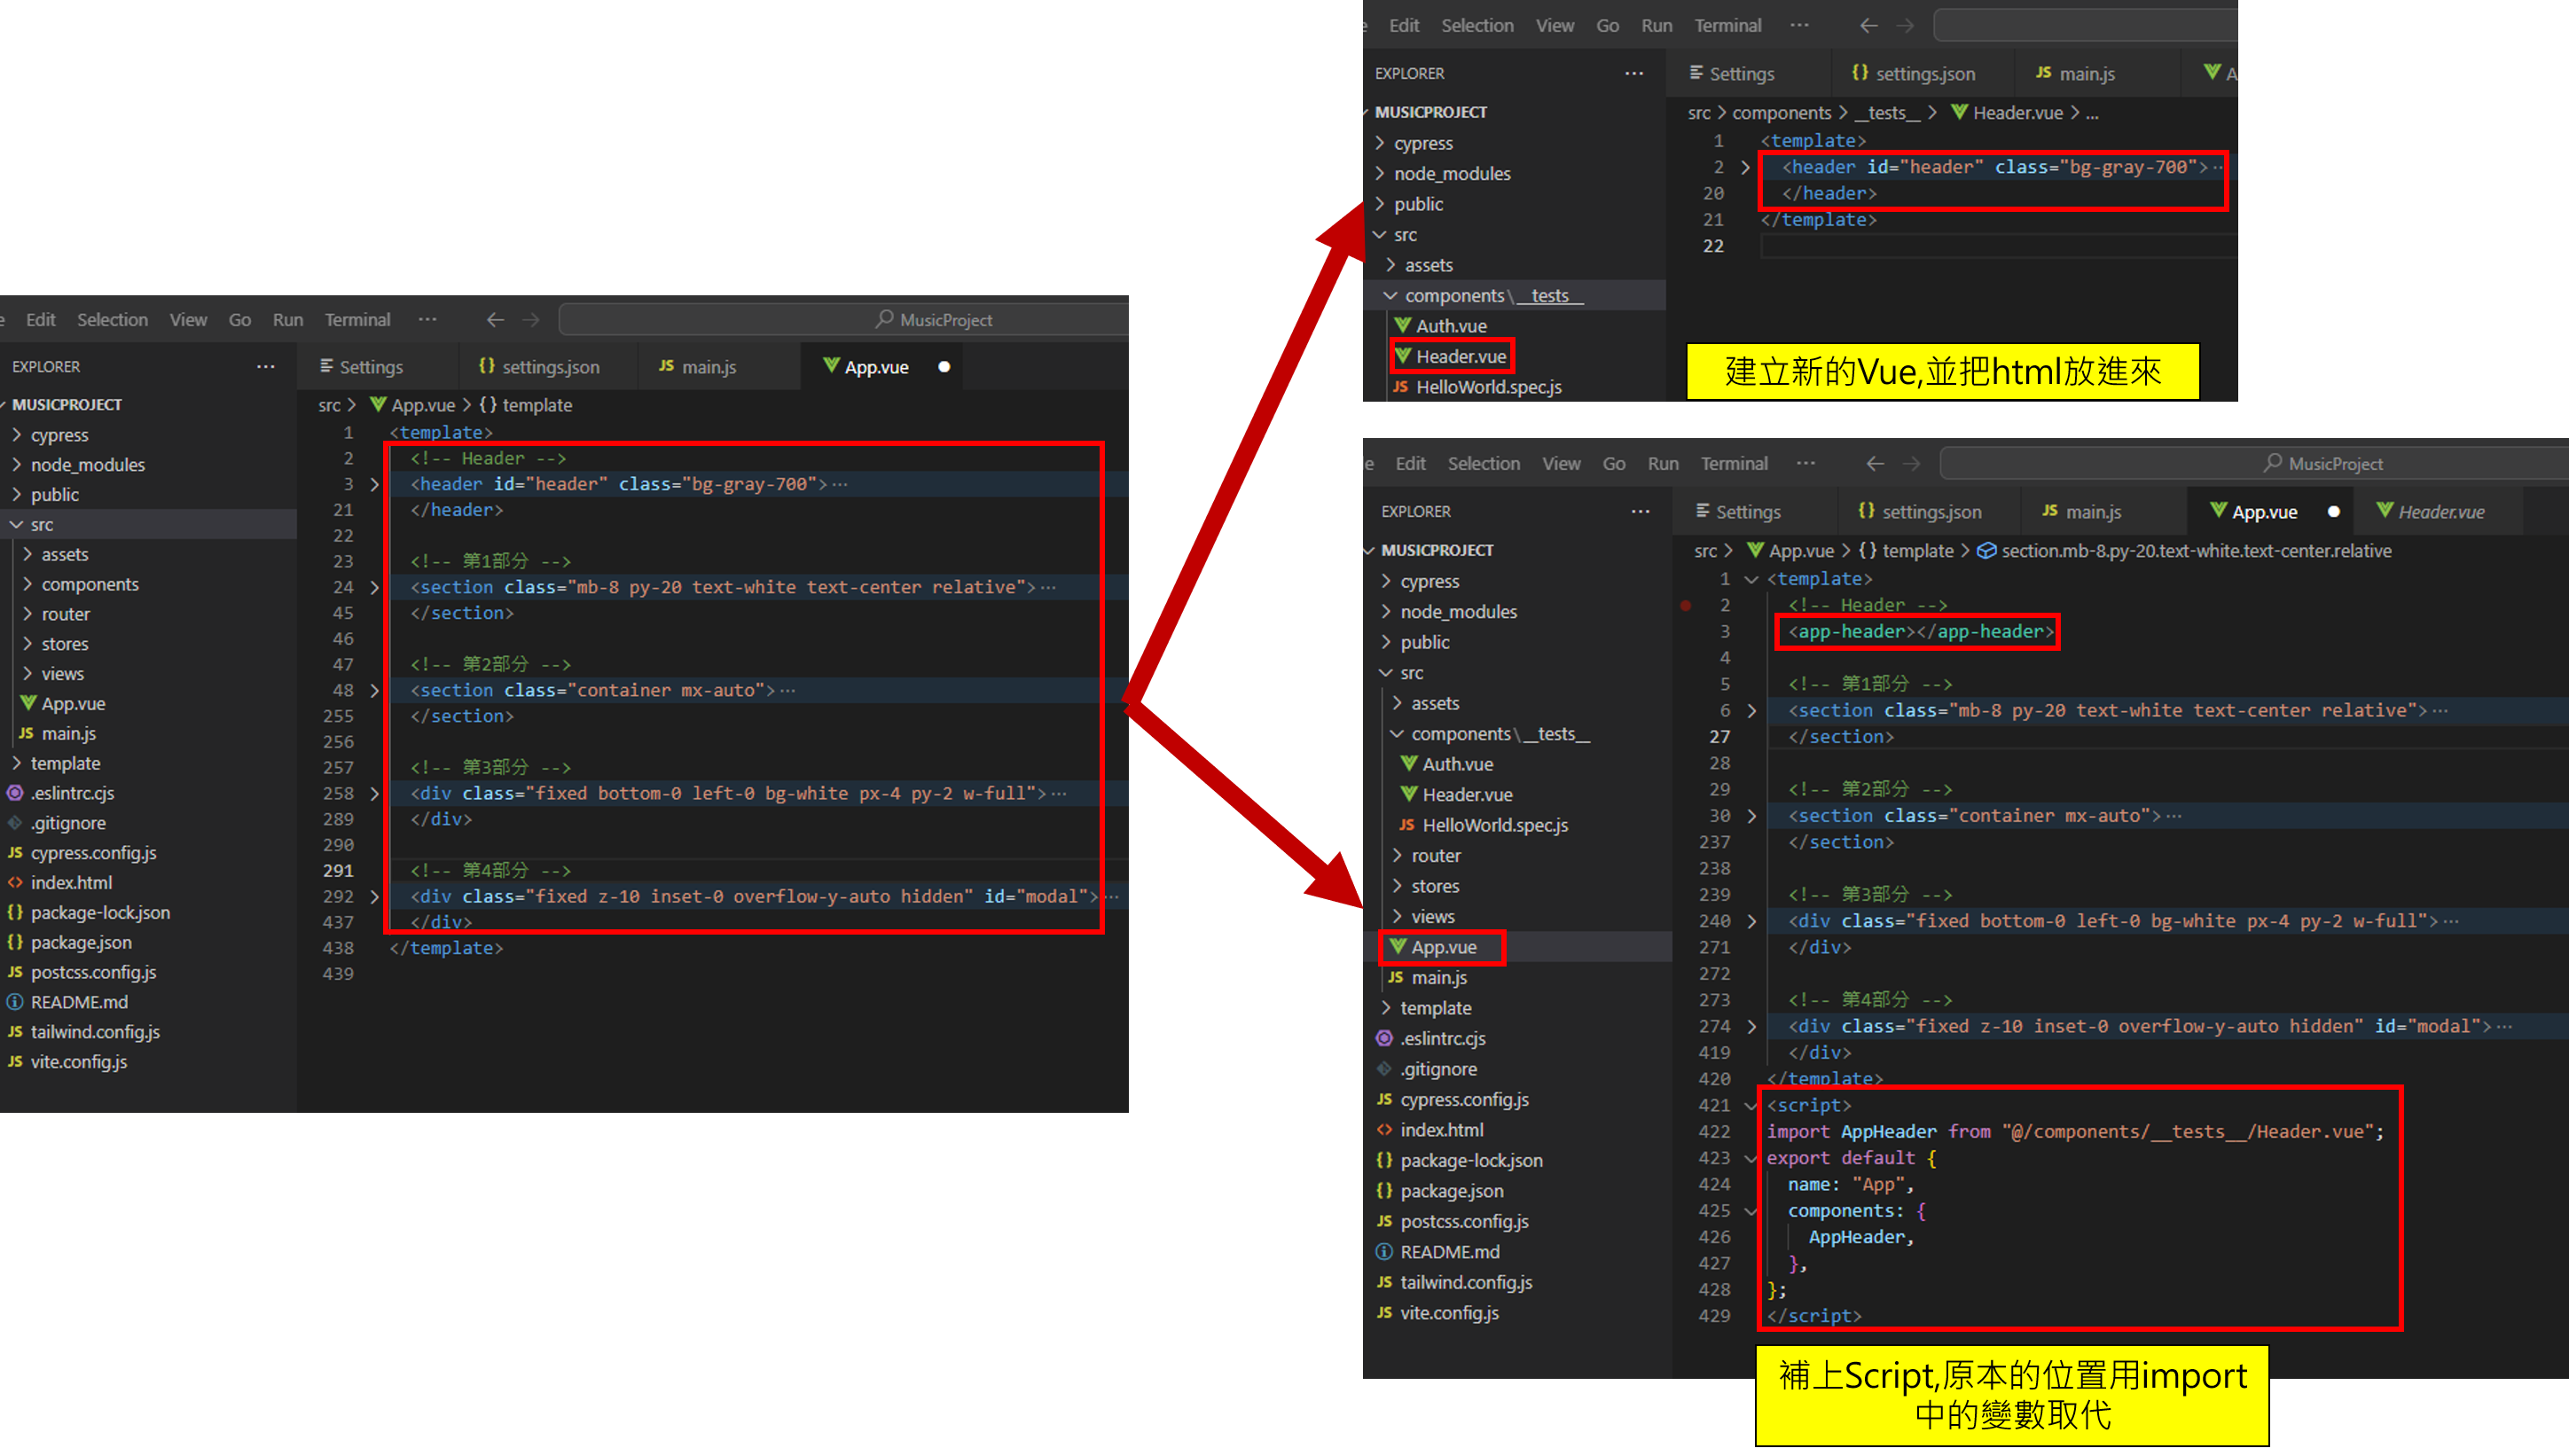 Edit Selection View Go Run Terminal ··· ← → MusicProject
EXPLORER ···
Settings
{} settings.json
JS main.js
App.vue
MUSICPROJECT
cypress
node_modules
public
src
assets
components
router
stores
views
App.vue
JS main.js
template
.eslintrc.cjs
.gitignore
JS cypress.config.js
<> index.html
{} package-lock.json
{} package.json
JS postcss.config.js
README.md
JS tailwind.config.js
JS vite.config.js
src > App.vue > {} template
1 <template>
2 <!-- Header -->
3 <header id="header" class="bg-gray-700">···
21 </header>
22
23 <!-- 第1部分 -->
24 <section class="mb-8 py-20 text-white text-center relative">···
45 </section>
46
47 <!-- 第2部分 -->
48 <section class="container mx-auto">···
255 </section>
256
257 <!-- 第3部分 -->
258 <div class="fixed bottom-0 left-0 bg-white px-4 py-2 w-full">···
289 </div>
290
291 <!-- 第4部分 -->
292 <div class="fixed z-10 inset-0 overflow-y-auto hidden" id="modal">···
437 </div>
438 </template>
439
Edit Selection View Go Run Terminal ··· ← →
EXPLORER ···
Settings
{} settings.json
JS main.js
MUSICPROJECT
cypress
node_modules
public
src
assets
components\__tests__
Auth.vue
Header.vue
JS HelloWorld.spec.js
src > components > __tests__ > Header.vue > ...
1 <template>
2 <header id="header" class="bg-gray-700">··
20 </header>
21 </template>
22
建立新的Vue,並把html放進來
Edit Selection View Go Run Terminal ··· ← → MusicProject
EXPLORER ···
Settings
{} settings.json
JS main.js
App.vue
Header.vue
MUSICPROJECT
cypress
node_modules
public
src
assets
components\__tests__
Auth.vue
Header.vue
JS HelloWorld.spec.js
router
stores
views
App.vue
JS main.js
template
.eslintrc.cjs
.gitignore
JS cypress.config.js
<> index.html
{} package-lock.json
{} package.json
JS postcss.config.js
README.md
JS tailwind.config.js
JS vite.config.js
src > App.vue > {} template > section.mb-8.py-20.text-white.text-center.relative
1 <template>
2 <!-- Header -->
3 <app-header></app-header>
4
5 <!-- 第1部分 -->
6 <section class="mb-8 py-20 text-white text-center relative">···
27 </section>
28
29 <!-- 第2部分 -->
30 <section class="container mx-auto">···
237 </section>
238
239 <!-- 第3部分 -->
240 <div class="fixed bottom-0 left-0 bg-white px-4 py-2 w-full">···
271 </div>
272
273 <!-- 第4部分 -->
274 <div class="fixed z-10 inset-0 overflow-y-auto hidden" id="modal">···
419 </div>
420 </template>
421 <script>
422 import AppHeader from "@/components/__tests__/Header.vue";
423 export default {
424 name: "App",
425 components: {
426 AppHeader,
427 },
428 };
429 </script>
補上Script,原本的位置用import
中的變數取代